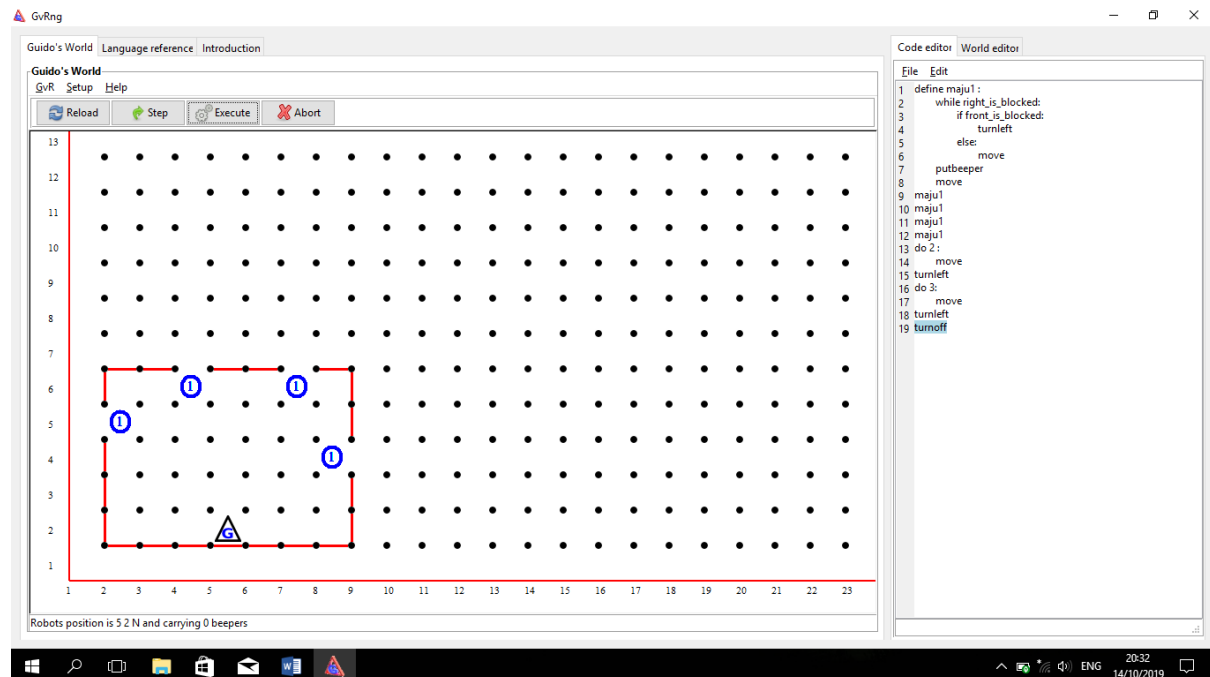 GvRng
Guido's World Language reference Introduction
Guido's World
GvR Setup Help
Reload Step Execute Abort
13
12
11
10
9
8
7
6
5
4
3
2
1
1 1
1
1
G
1 2 3 4 5 6 7 8 9 10 11 12 13 14 15 16 17 18 19 20 21 22 23
Robots position is 5 2 N and carrying 0 beepers
Code editor World editor
File Edit
1 define maju1 :
2 while right_is_blocked:
3 if front_is_blocked:
4 turnleft
5 else:
6 move
7 putbeeper
8 move
9 maju1
10 maju1
11 maju1
12 maju1
13 do 2 :
14 move
15 turnleft
16 do 3:
17 move
18 turnleft
19 turnoff
ENG
20:32
14/10/2019